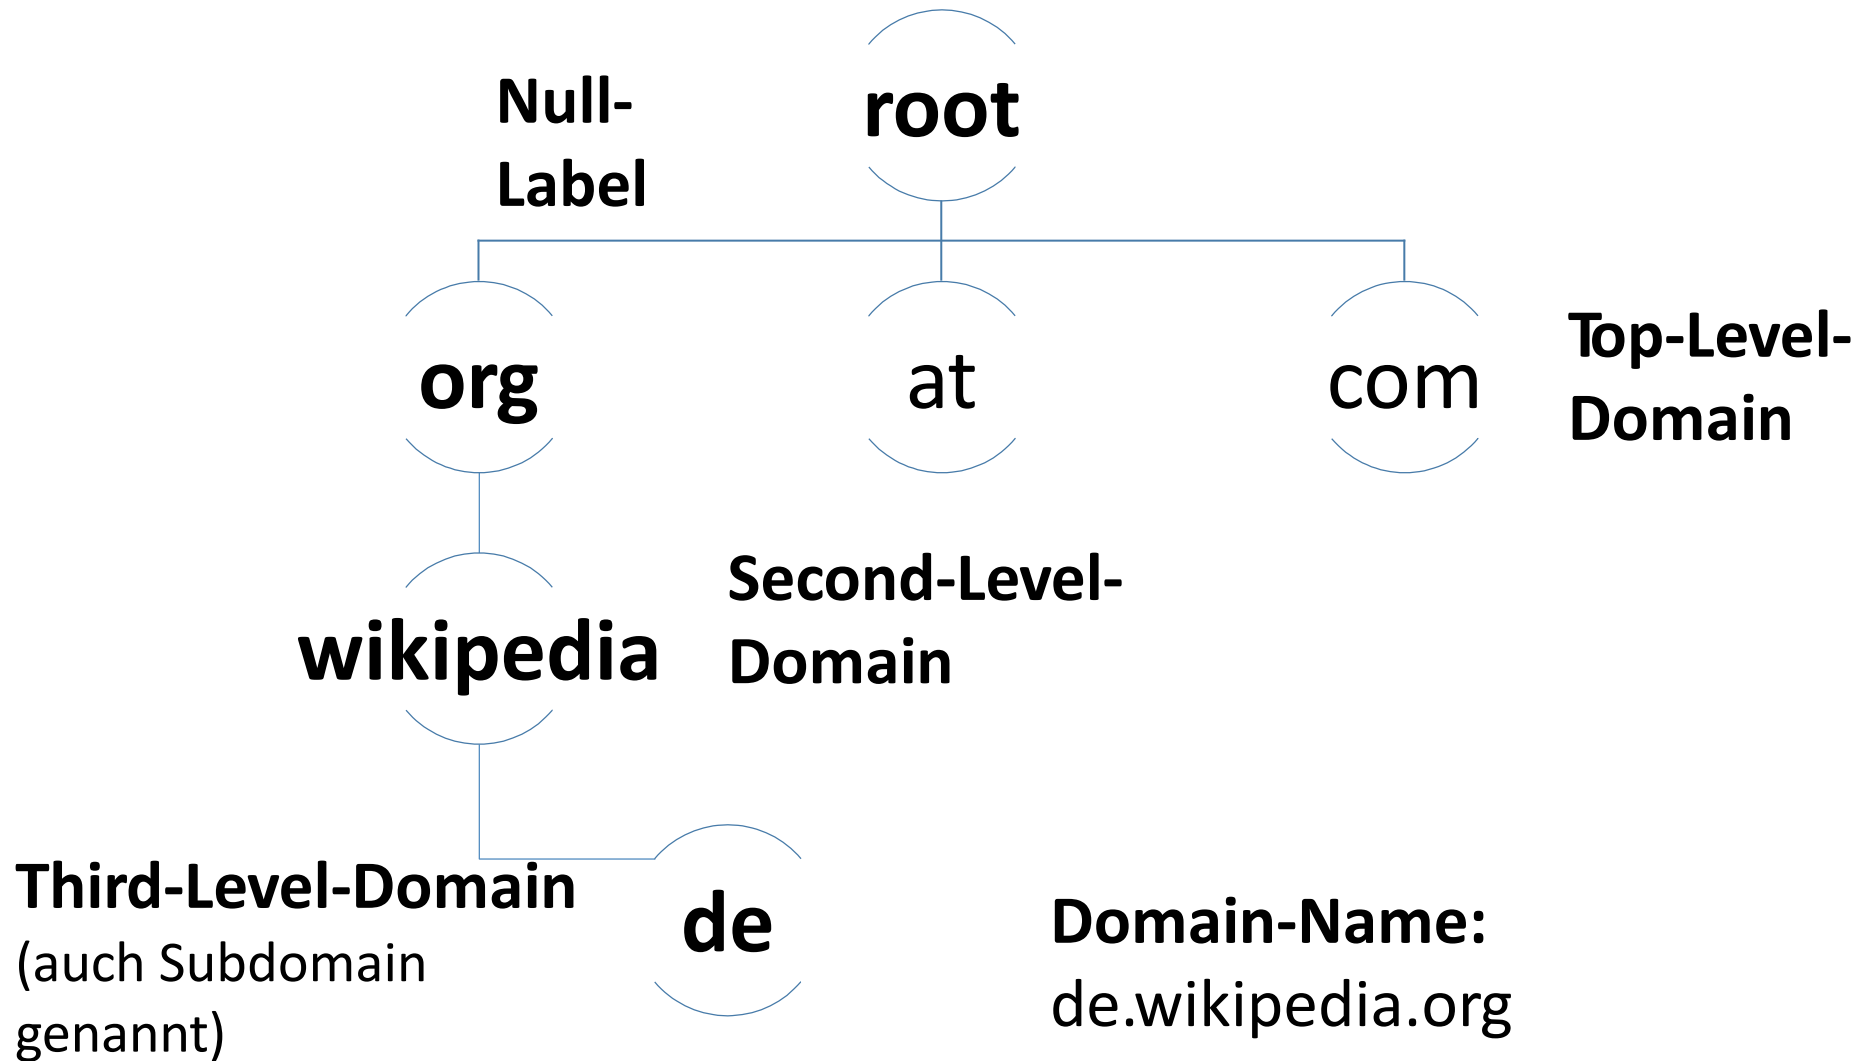 Null-
Label
root
org
at
com
Top-Level-
Domain
wikipedia
Second-Level-
Domain
Third-Level-Domain
(auch Subdomain
genannt)
de
Domain-Name:
de.wikipedia.org